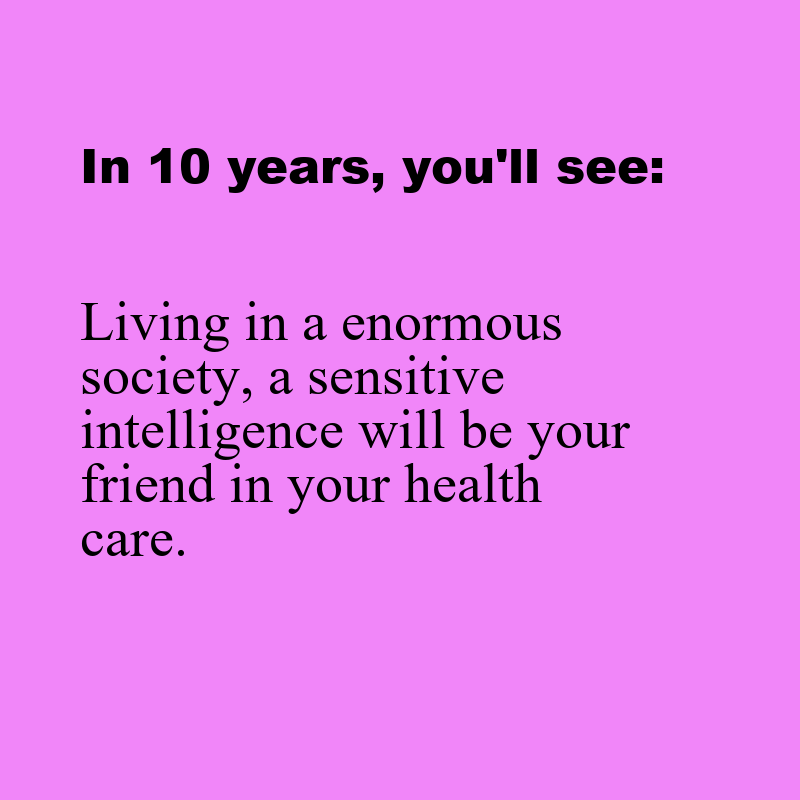 In 10 years, you'll see:
Living in a enormous
society, a sensitive
intelligence will be your
friend in your health
care.